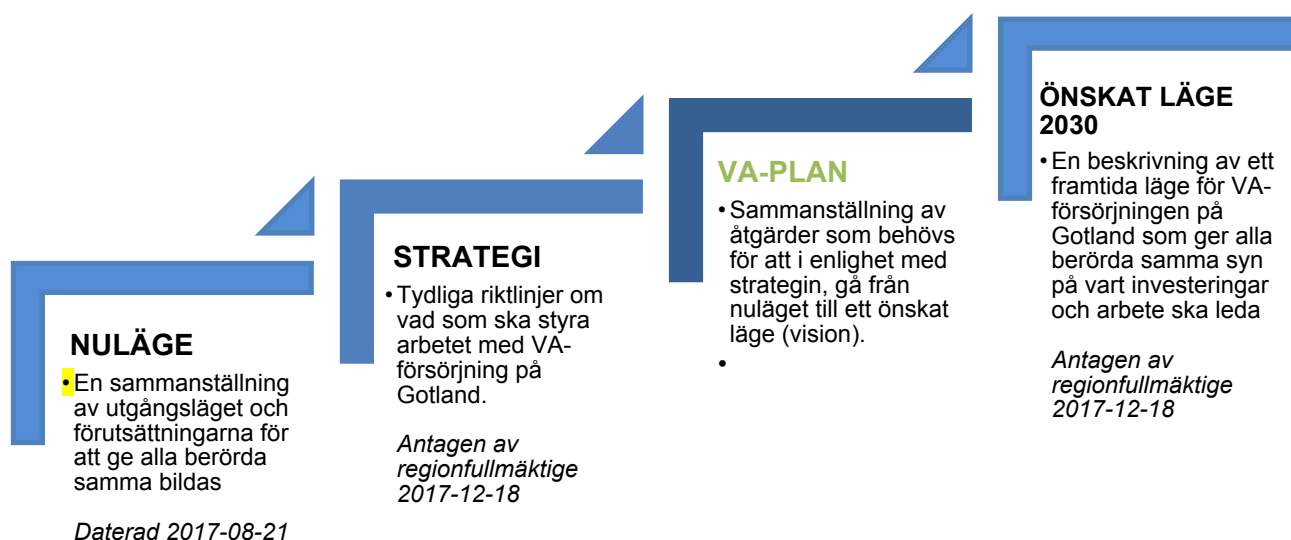 NULÄGE
•En sammanställning
av utgångsläget och
förutsättningarna för
att ge alla berörda
samma bildas
Daterad 2017-08-21
STRATEGI
•Tydliga riktlinjer om
vad som ska styra
arbetet med VA-
försörjning på
Gotland.
Antagen av
regionfullmäktige
2017-12-18
VA-PLAN
•Sammanställning av
åtgärder som behövs
för att i enlighet med
strategin, gå från
nuläget till ett önskat
läge (vision).
•
ÖNSKAT LÄGE
2030
•En beskrivning av ett
framtida läge för VA-
försörjningen på
Gotland som ger alla
berörda samma syn
på vart investeringar
och arbete ska leda
Antagen av
regionfullmäktige
2017-12-18